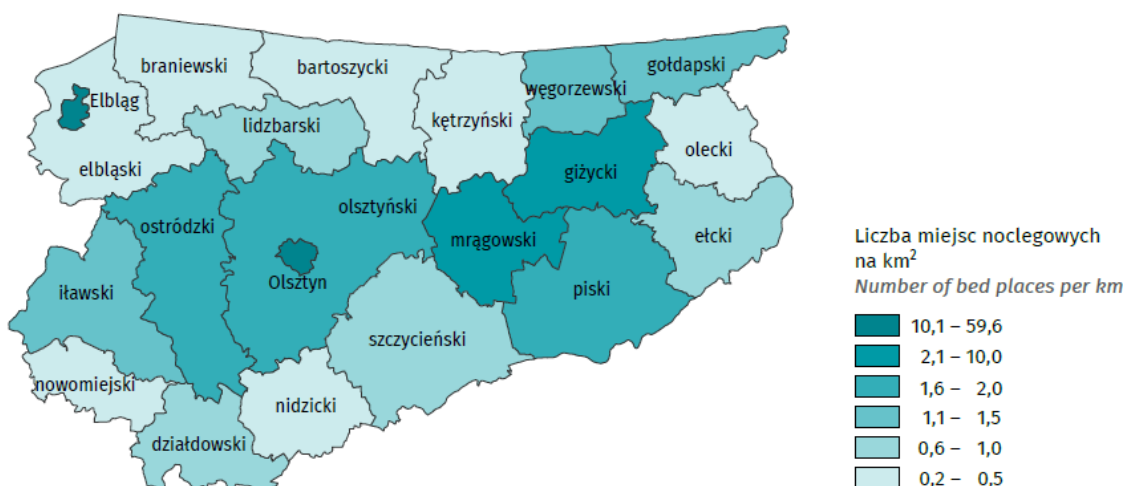 braniewski
bartoszycki
gołdapski
węgorzewski
Elbląg
lidzbarski
kętrzyński
olecki
elbląski
giżycki
olsztyński
ostródzki
mrągowski
ełcki
Olsztyn
iławski
piski
szczycieński
nowomiejski
nidzicki
działdowski
Liczba miejsc noclegowych
na km²
Number of bed places per km
10,1 – 59,6
2,1 – 10,0
1,6 – 2,0
1,1 – 1,5
0,6 – 1,0
0,2 – 0,5